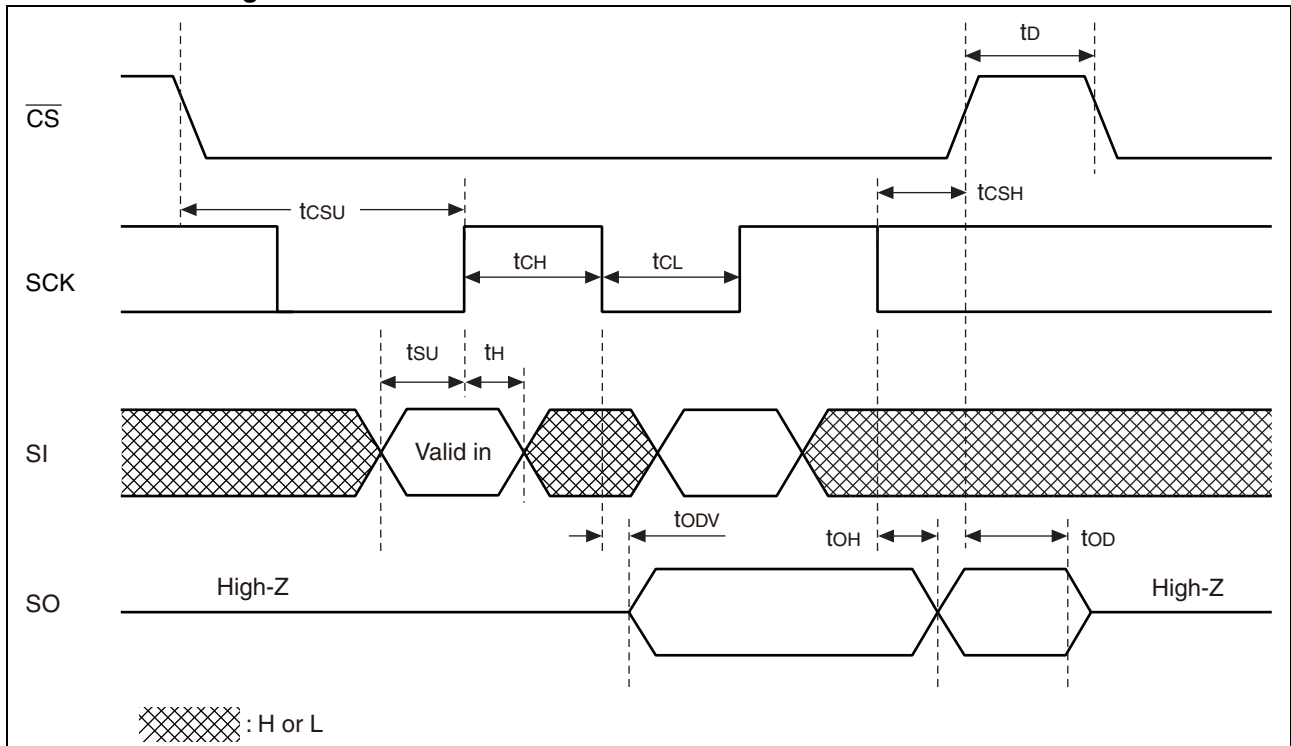 tD
CS
tCSU
tCSH
SCK
tCH
tCL
tSU
tH
SI
Valid in
tODV
tOH
tOD
SO
High-Z
High-Z
: H or L